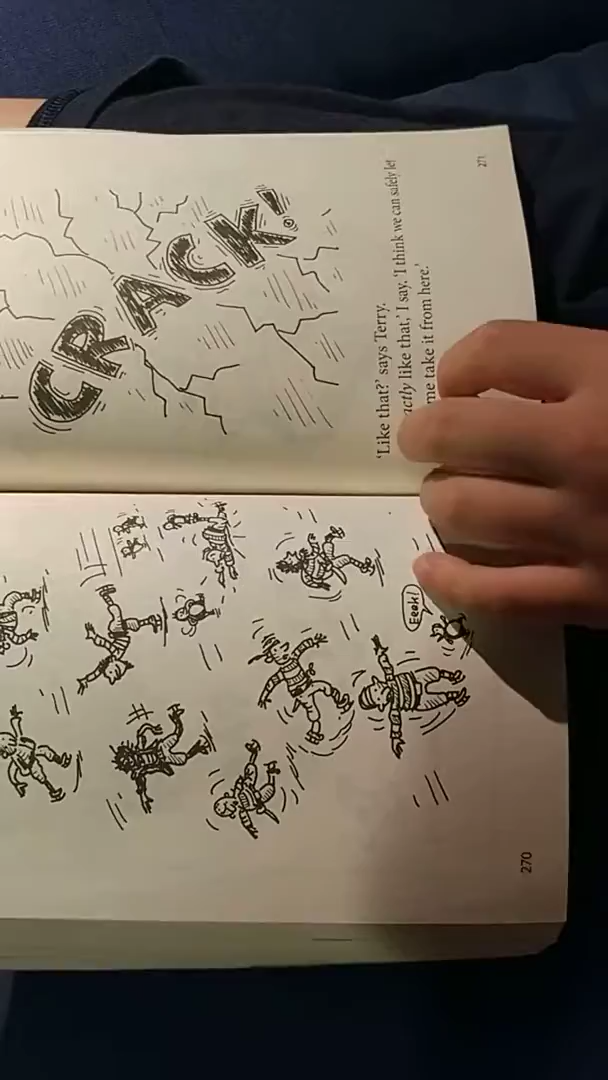 Eeek!
270
CRACK!
'Like that?' says Terry.
actly like that,' I say. 'I think we can safely let
me take it from here.'
271